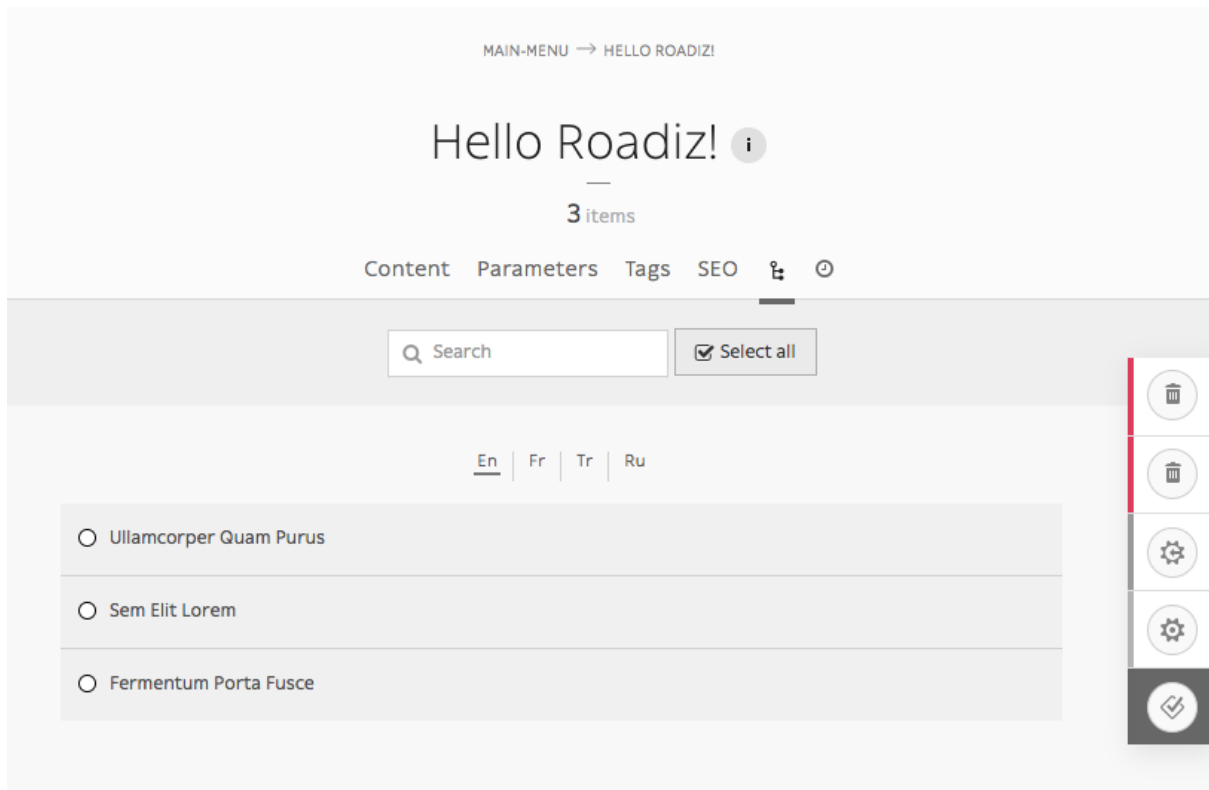 MAIN-MENU → HELLO ROADIZ!
Hello Roadiz! i
3 items
Content Parameters Tags SEO
Search Select all
En Fr Tr Ru
Ullamcorper Quam Purus
Sem Elit Lorem
Fermentum Porta Fusce